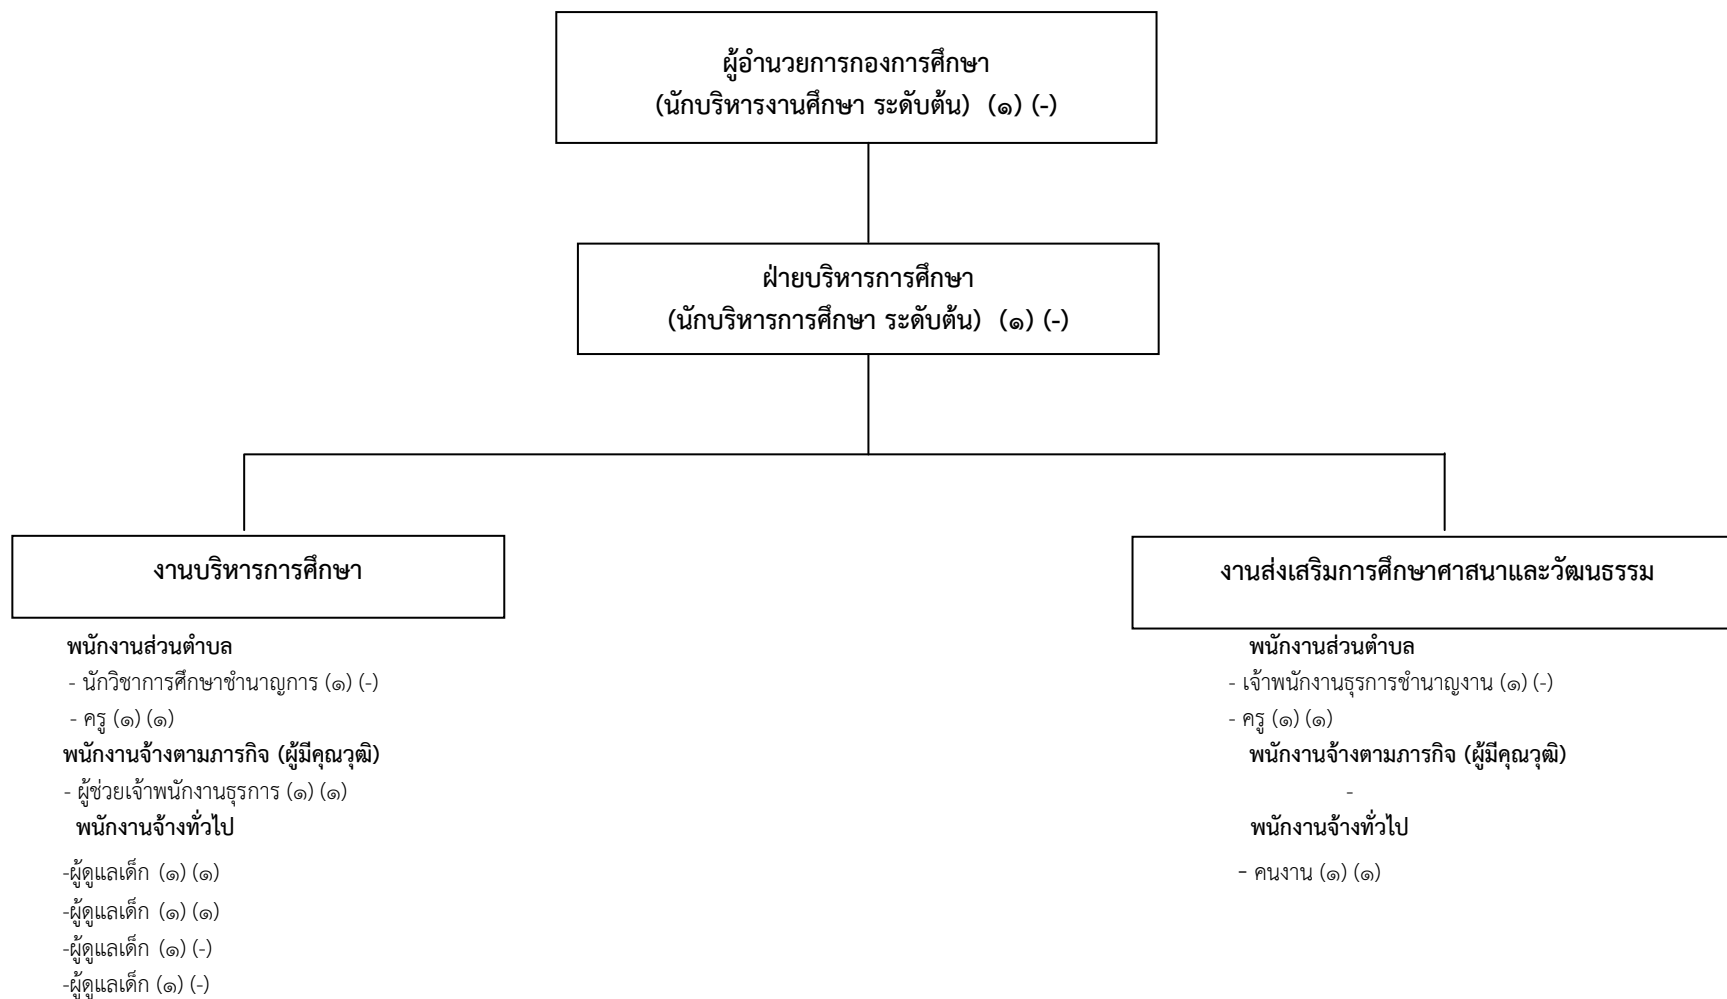 ผู้อำนวยการกองการศึกษา
(นักบริหารงานศึกษา ระดับต้น) (๑) (-)
ฝ่ายบริหารการศึกษา
(นักบริหารการศึกษา ระดับต้น) (๑) (-)
งานบริหารการศึกษา
พนักงานส่วนตำบล
- นักวิชาการศึกษาชำนาญการ (๑) (-)
- ครู (๑) (๑)
พนักงานจ้างตามภารกิจ (ผู้มีคุณวุฒิ)
- ผู้ช่วยเจ้าพนักงานธุรการ (๑) (๑)
พนักงานจ้างทั่วไป
-ผู้ดูแลเด็ก (๑) (๑)
-ผู้ดูแลเด็ก (๑) (๑)
-ผู้ดูแลเด็ก (๑) (-)
-ผู้ดูแลเด็ก (๑) (-)
งานส่งเสริมการศึกษาศาสนาและวัฒนธรรม
พนักงานส่วนตำบล
- เจ้าพนักงานธุรการชำนาญงาน (๑) (-)
- ครู (๑) (๑)
พนักงานจ้างตามภารกิจ (ผู้มีคุณวุฒิ)
-
พนักงานจ้างทั่วไป
- คนงาน (๑) (๑)